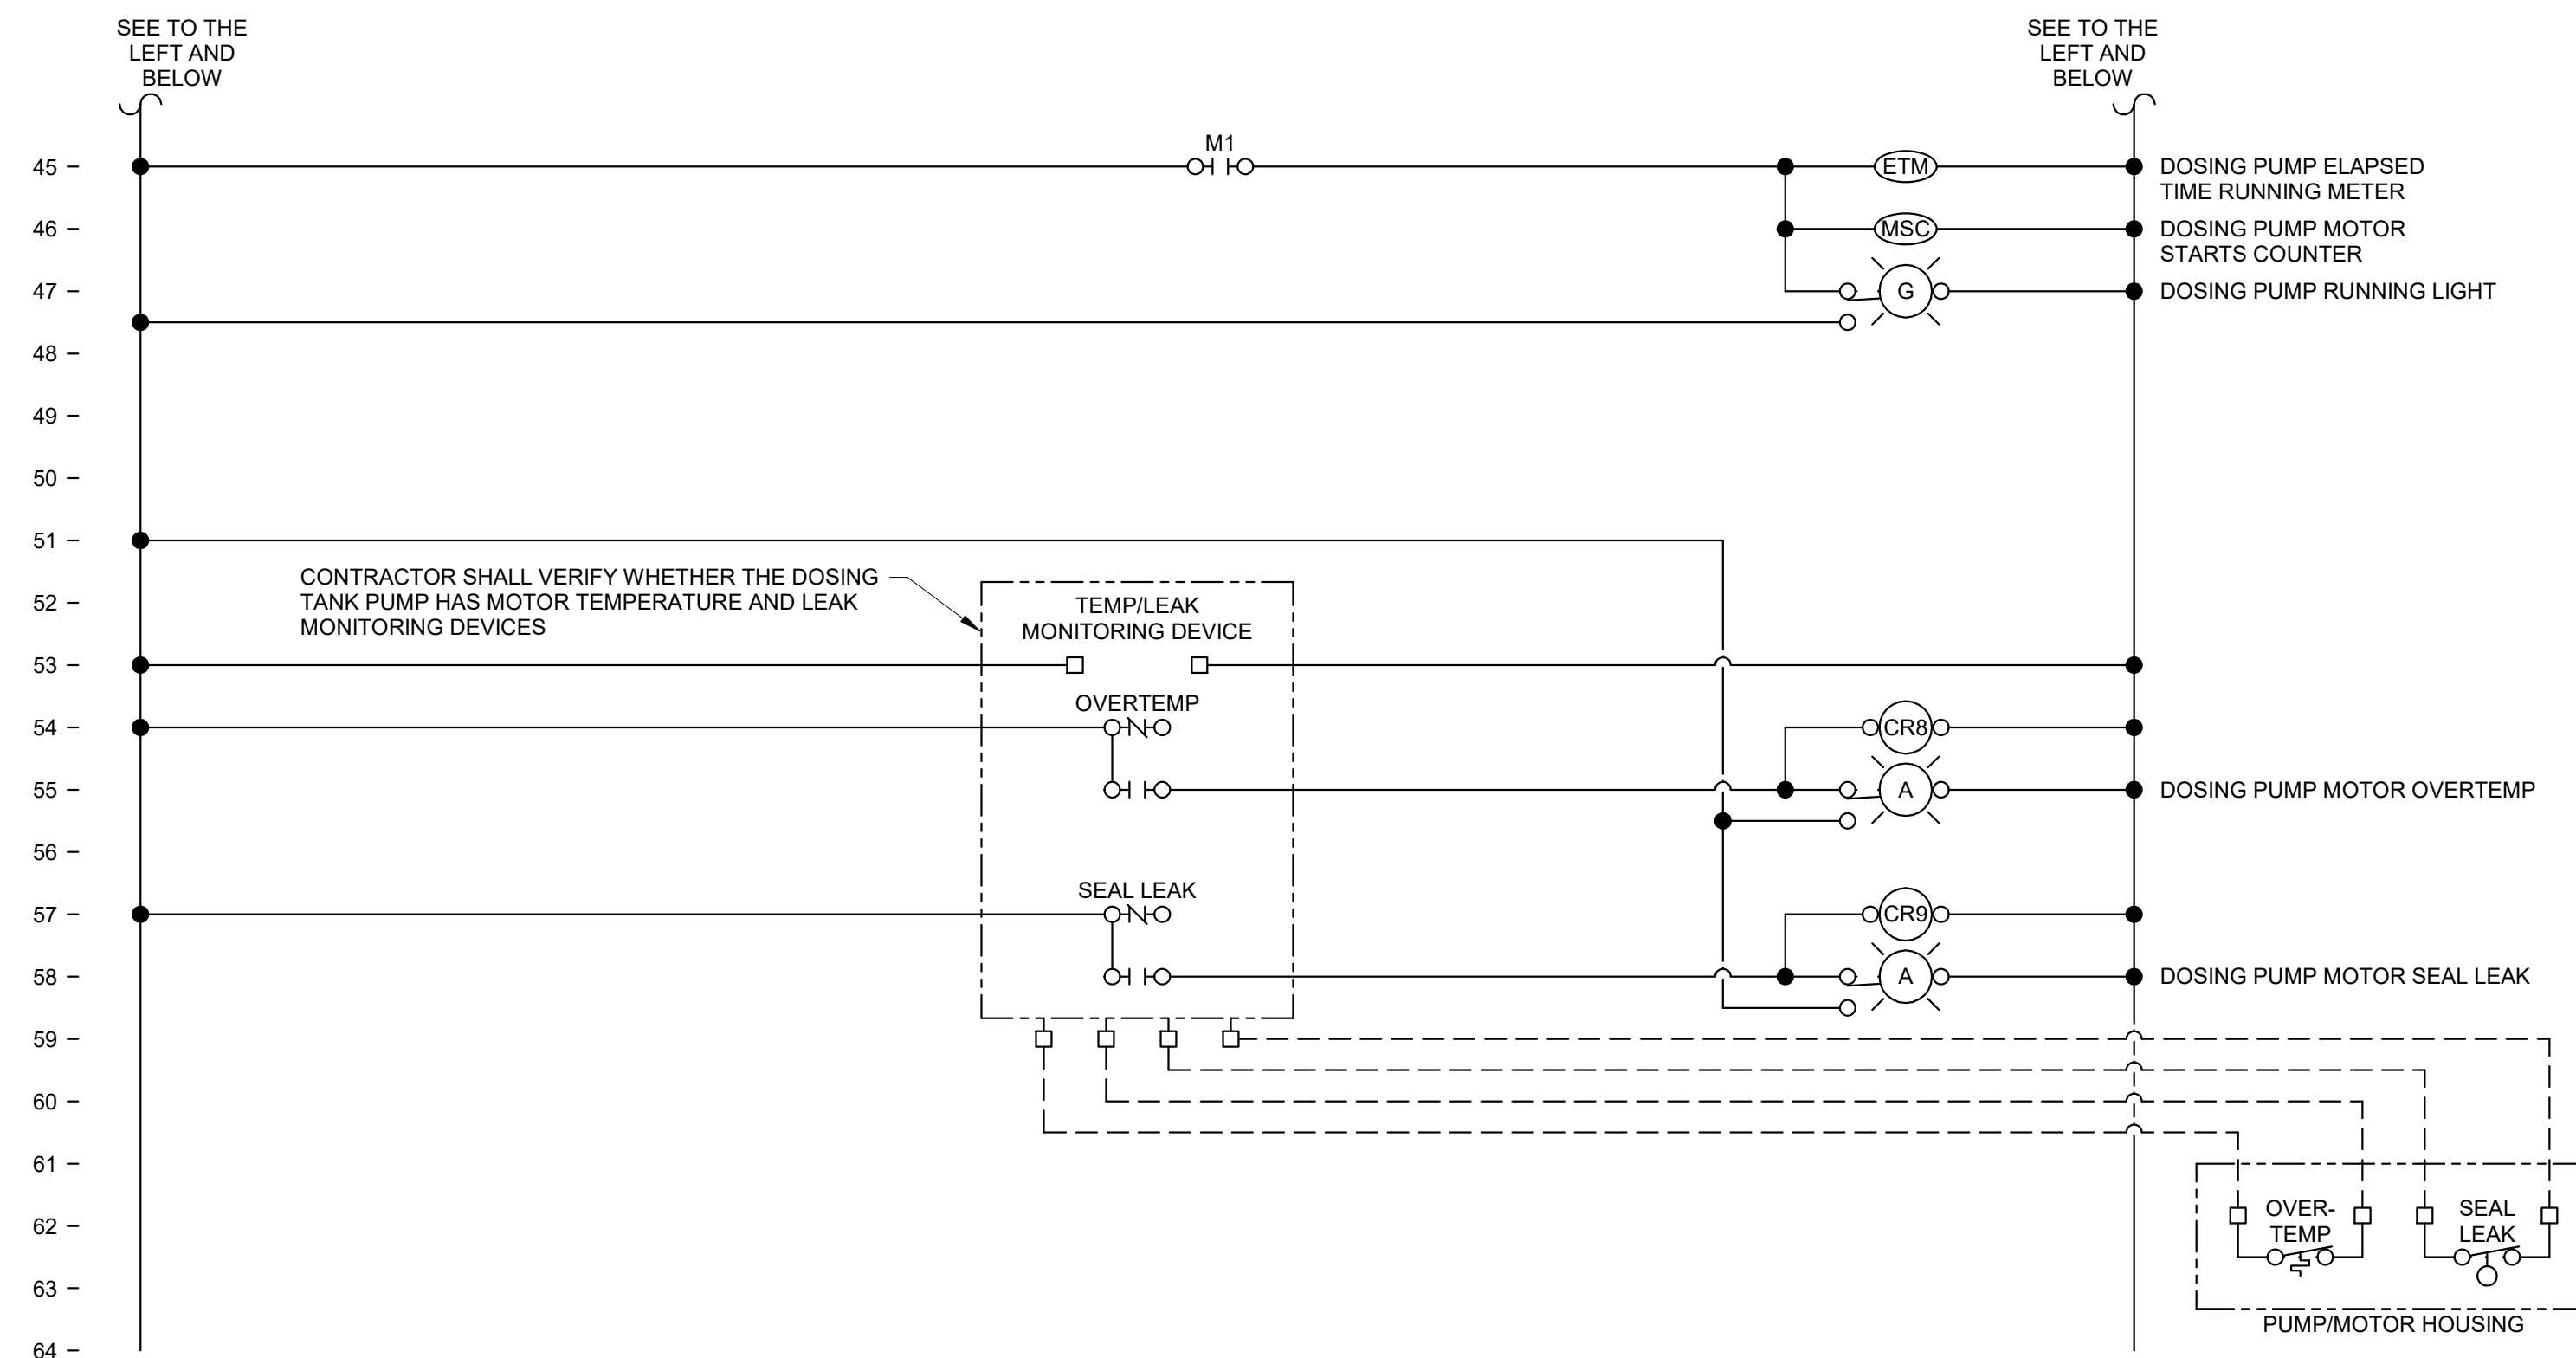 SEE TO THE
LEFT AND
BELOW
SEE TO THE
LEFT AND
BELOW
M1
45
ETM
DOSING PUMP ELAPSED
TIME RUNNING METER
46
MSC
DOSING PUMP MOTOR
STARTS COUNTER
47
G
DOSING PUMP RUNNING LIGHT
48
49
50
51
CONTRACTOR SHALL VERIFY WHETHER THE DOSING
TANK PUMP HAS MOTOR TEMPERATURE AND LEAK
MONITORING DEVICES
52
TEMP/LEAK
MONITORING DEVICE
53
OVERTEMP
54
CR8
55
A
DOSING PUMP MOTOR OVERTEMP
56
SEAL LEAK
57
CR9
58
A
DOSING PUMP MOTOR SEAL LEAK
59
60
61
62
OVER-
TEMP
SEAL
LEAK
63
PUMP/MOTOR HOUSING
64